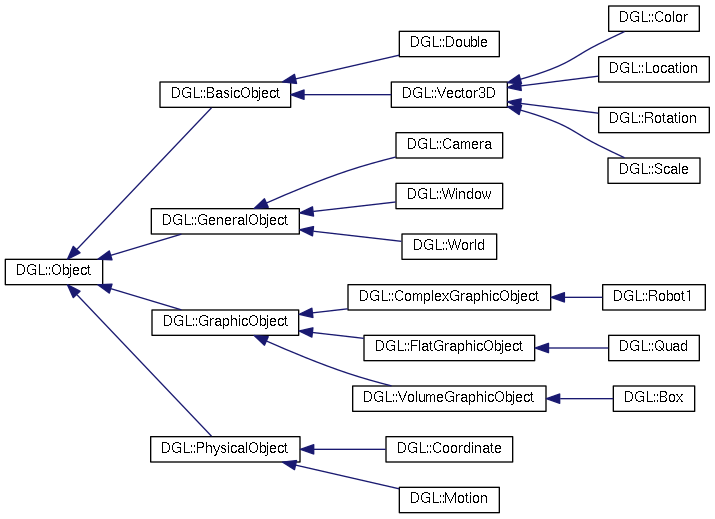 DGL::Color
DGL::Double
DGL::Location
DGL::BasicObject
DGL::Vector3D
DGL::Rotation
DGL::Camera
DGL::Scale
DGL::Window
DGL::GeneralObject
DGL::World
DGL::Object
DGL::ComplexGraphicObject
DGL::Robot1
DGL::GraphicObject
DGL::FlatGraphicObject
DGL::Quad
DGL::VolumeGraphicObject
DGL::Box
DGL::PhysicalObject
DGL::Coordinate
DGL::Motion